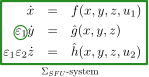 ẋ = f(x, y, z, u₁)
ε₁ẏ = ĝ(x, y, z)
ε₁ε₂ż = ĥ(x, y, z, u₂)
Σ_SFU-system